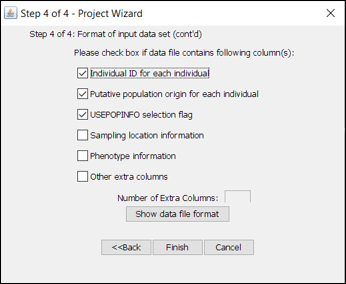 Step 4 of 4 - Project Wizard
Step 4 of 4: Format of input data set (cont'd)
Please check box if data file contains following column(s):
Individual ID for each individual
Putative population origin for each individual
USEPOPINFO selection flag
Sampling location information
Phenotype information
Other extra columns
Number of Extra Columns:
Show data file format
<<Back Finish Cancel